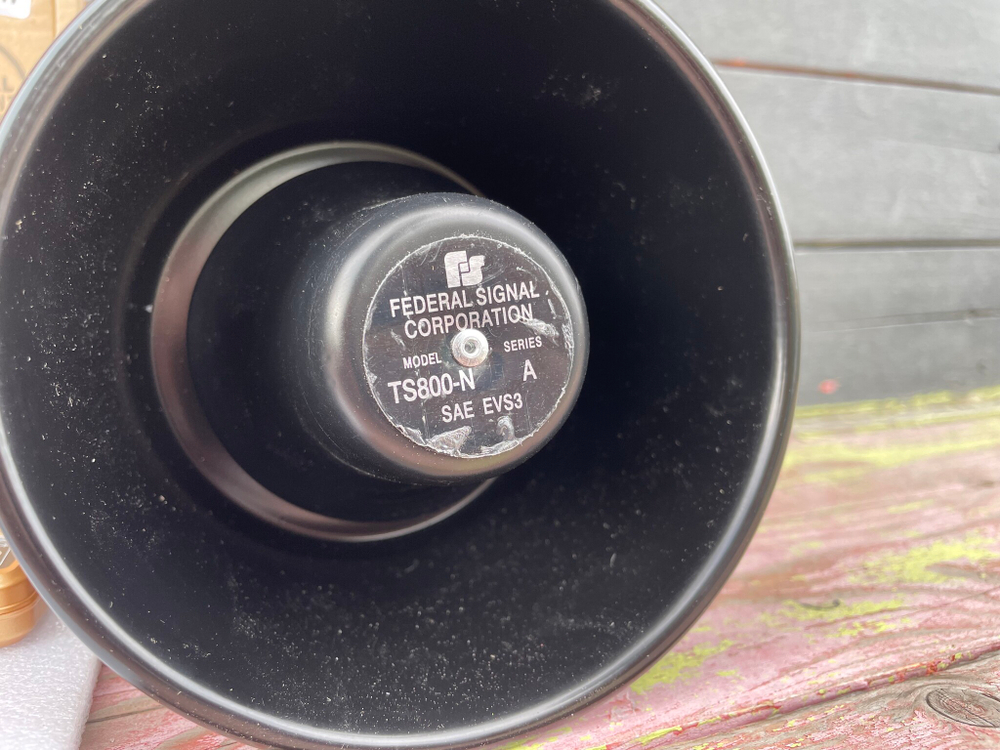 FS
FEDERAL SIGNAL
CORPORATION
MODEL SERIES
TS800-N A
SAE EVS3